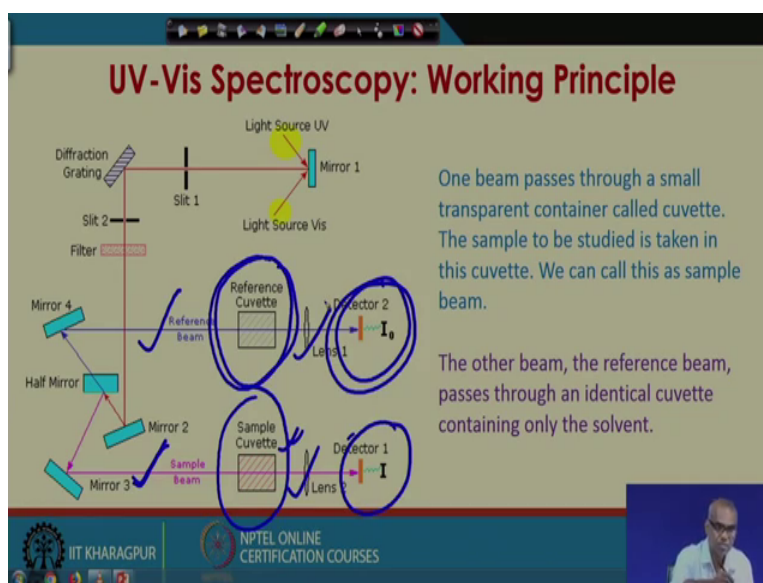 UV-Vis Spectroscopy: Working Principle
Light Source UV
Diffraction
Grating
Mirror 1
Slit 1
Slit 2
Light Source Vis
Filter
Reference
Cuvette
Detector 2
Mirror 4
Reference
Beam
I₀
Lens 1
Half Mirror
Mirror 2
Sample
Cuvette
Detector 1
Sample
Beam
I
Mirror 3
Lens 2
One beam passes through a small
transparent container called cuvette.
The sample to be studied is taken in
this cuvette. We can call this as sample
beam.
The other beam, the reference beam,
passes through an identical cuvette
containing only the solvent.
IIT KHARAGPUR
NPTEL ONLINE
CERTIFICATION COURSES